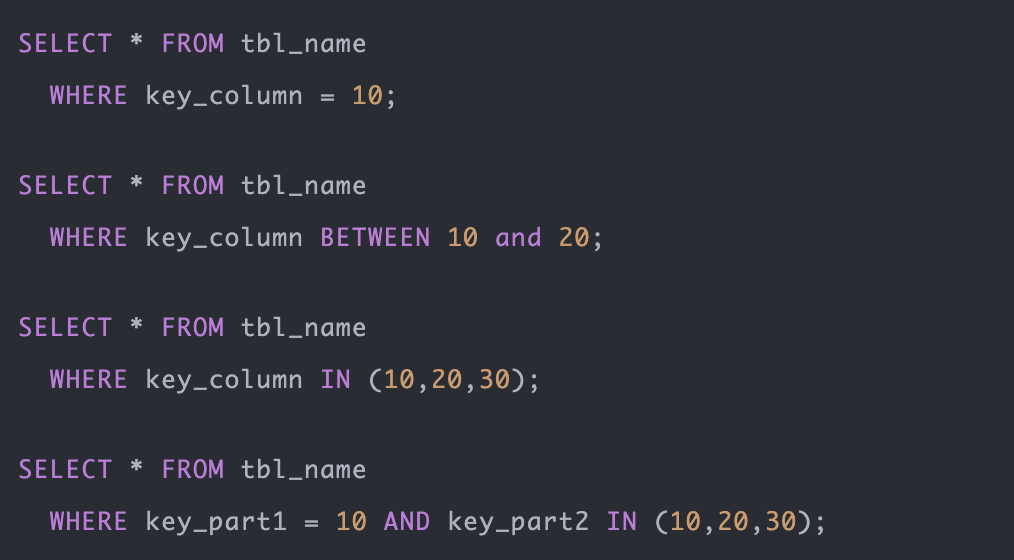 SELECT * FROM tbl_name
  WHERE key_column = 10;

SELECT * FROM tbl_name
  WHERE key_column BETWEEN 10 and 20;

SELECT * FROM tbl_name
  WHERE key_column IN (10,20,30);

SELECT * FROM tbl_name
  WHERE key_part1 = 10 AND key_part2 IN (10,20,30);